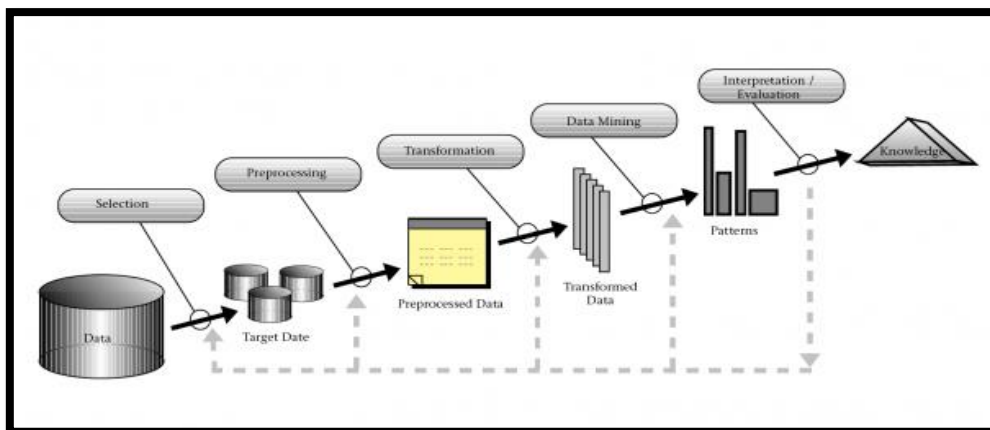 Interpretation /
Evaluation
Data Mining
Knowledge
Transformation
Preprocessing
Selection
Patterns
Transformed
Data
Preprocessed Data
Target Date
Data